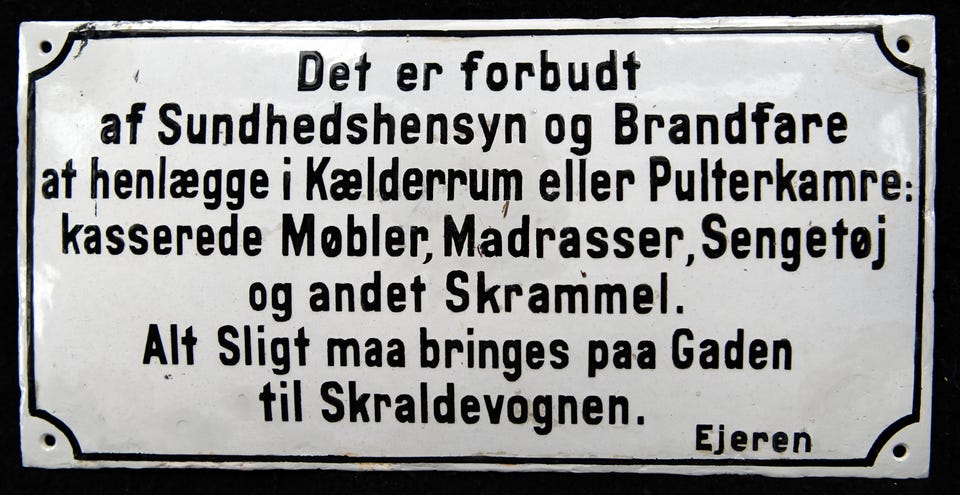 Det er forbudt
af Sundhedshensyn og Brandfare
at henlægge i Kælderrum eller Pulterkamre:
kasserede Møbler, Madrasser, Sengetøj
og andet Skrammel.
Alt Sligt maa bringes paa Gaden
til Skraldevognen.
Ejeren